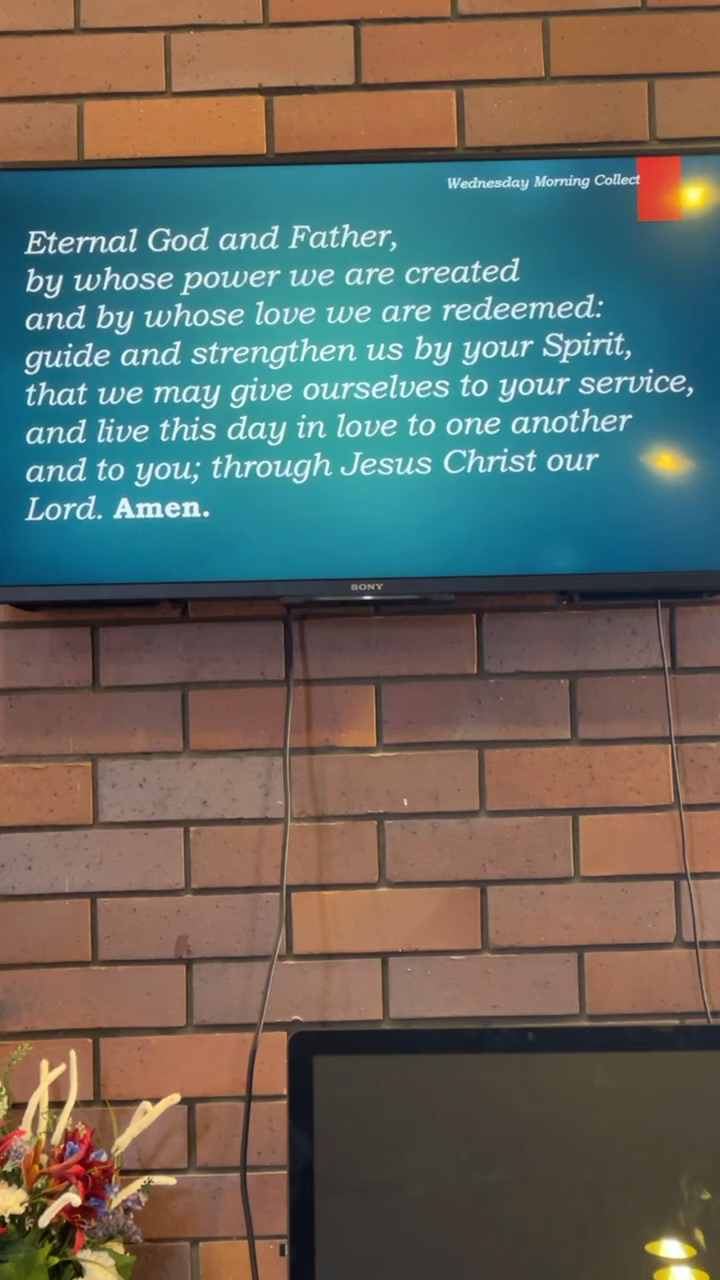 Wednesday Morning Collect
Eternal God and Father,
by whose power we are created
and by whose love we are redeemed:
guide and strengthen us by your Spirit,
that we may give ourselves to your service,
and live this day in love to one another
and to you; through Jesus Christ our
Lord. Amen.
SONY